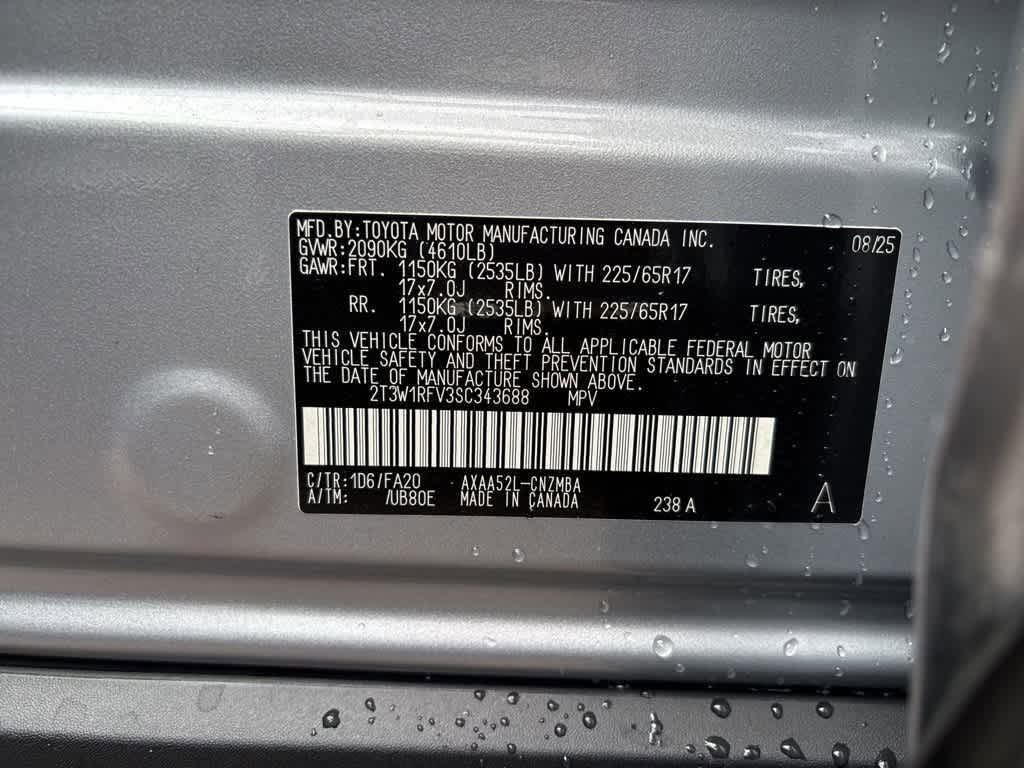 MFD.BY:TOYOTA MOTOR MANUFACTURING CANADA INC. 08/25
GVWR:2090KG (4610LB)
GAWR:FRT. 1150KG (2535LB) WITH 225/65R17 TIRES,
17x7.0J RIMS.
RR. 1150KG (2535LB) WITH 225/65R17 TIRES,
17x7.0J RIMS.
THIS VEHICLE CONFORMS TO ALL APPLICABLE FEDERAL MOTOR
VEHICLE SAFETY AND THEFT PREVENTION STANDARDS IN EFFECT ON
THE DATE OF MANUFACTURE SHOWN ABOVE.
2T3W1RFV3SC343688 MPV
C/TR:1D6/FA20 AXAA52L-CNZMBA
A/TM: /UB80E MADE IN CANADA 238 A A